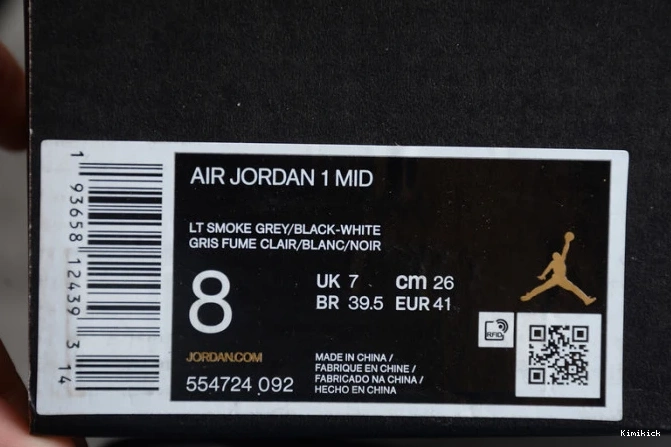 AIR JORDAN 1 MID
LT SMOKE GREY/BLACK-WHITE
GRIS FUME CLAIR/BLANC/NOIR
8
UK 7 cm 26
BR 39.5 EUR 41
JORDAN.COM
554724 092
MADE IN CHINA /
FABRIQUE EN CHINE /
FABRICADO NA CHINA /
HECHO EN CHINA
1 93658 12439 3 14
Kimikick